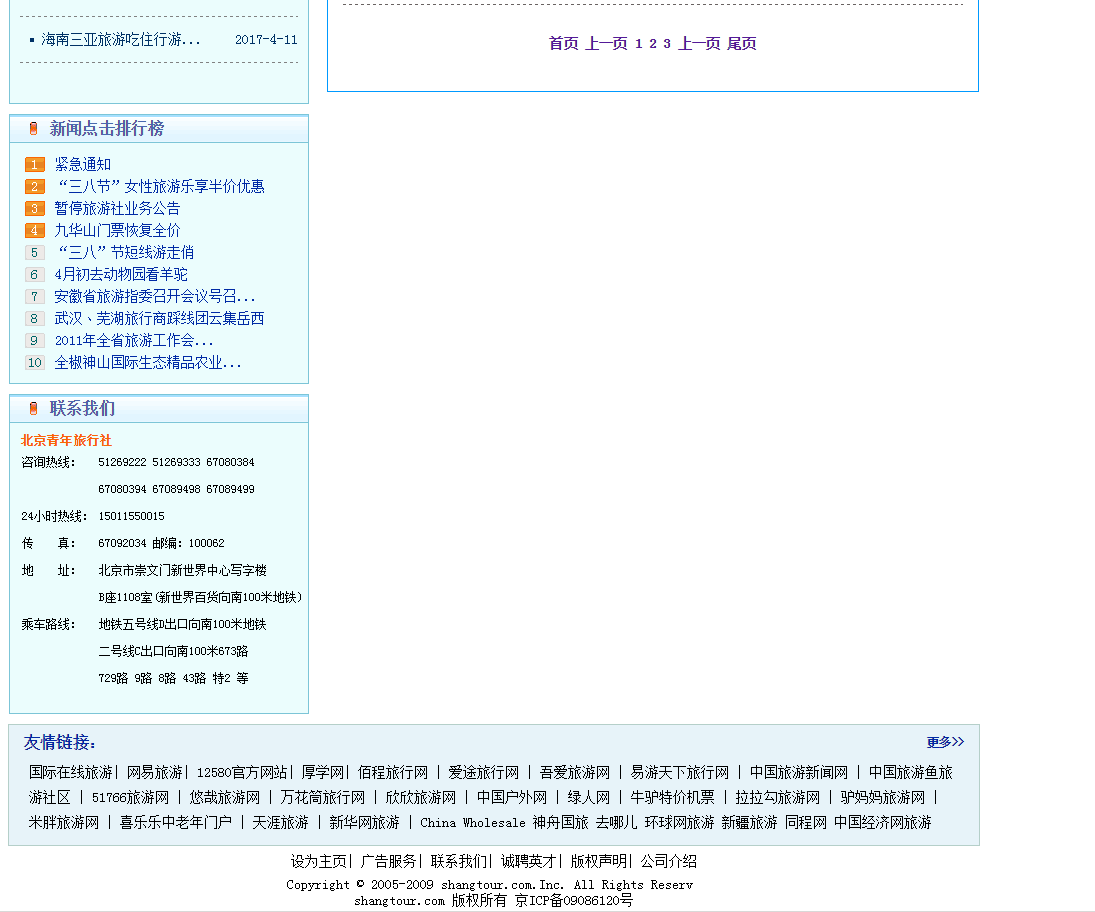 海南三亚旅游吃住行游... 2017-4-11
首页 上一页 1 2 3 上一页 尾页
新闻点击排行榜
1 紧急通知
2 “三八节”女性旅游乐享半价优惠
3 暂停旅游社业务公告
4 九华山门票恢复全价
5 “三八”节短线游走俏
6 4月初去动物园看羊驼
7 安徽省旅游指委召开会议号召...
8 武汉、芜湖旅行商踩线团云集岳西
9 2011年全省旅游工作会...
10 全椒神山国际生态精品农业...
联系我们
北京青年旅行社
咨询热线: 51269222 51269333 67080384
67080394 67089498 67089499
24小时热线: 15011550015
传 真: 67092034 邮编: 100062
地 址: 北京市崇文门新世界中心写字楼
B座1108室(新世界百货向南100米地铁)
乘车路线: 地铁五号线D出口向南100米地铁
二号线C出口向南100米673路
729路 9路 8路 43路 特2 等
友情链接: 更多>>
国际在线旅游| 网易旅游| 12580官方网站| 厚学网| 佰程旅行网 | 爱途旅行网 | 吾爱旅游网 | 易游天下旅行网 | 中国旅游新闻网 | 中国旅游鱼旅
游社区 | 51766旅游网 | 悠哉旅游网 | 万花筒旅行网 | 欣欣旅游网 | 中国户外网 | 绿人网 | 牛驴特价机票 | 拉拉勾旅游网 | 驴妈妈旅游网 |
米胖旅游网 | 喜乐乐中老年门户 | 天涯旅游 | 新华网旅游 | China Wholesale 神舟国旅 去哪儿 环球网旅游 新疆旅游 同程网 中国经济网旅游
设为主页| 广告服务| 联系我们| 诚聘英才| 版权声明| 公司介绍
Copyright © 2005-2009 shangtour.com.Inc. All Rights Reserv
shangtour.com 版权所有 京ICP备09086120号